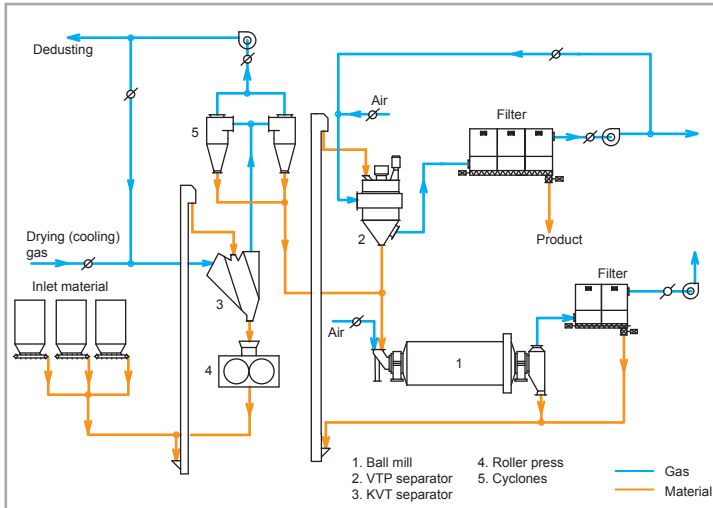 Dedusting
Air
Filter
5
Drying (cooling)
gas
2
Product
Inlet material
3
Filter
Air
4
1
1. Ball mill
2. VTP separator
3. KVT separator
4. Roller press
5. Cyclones
Gas
Material